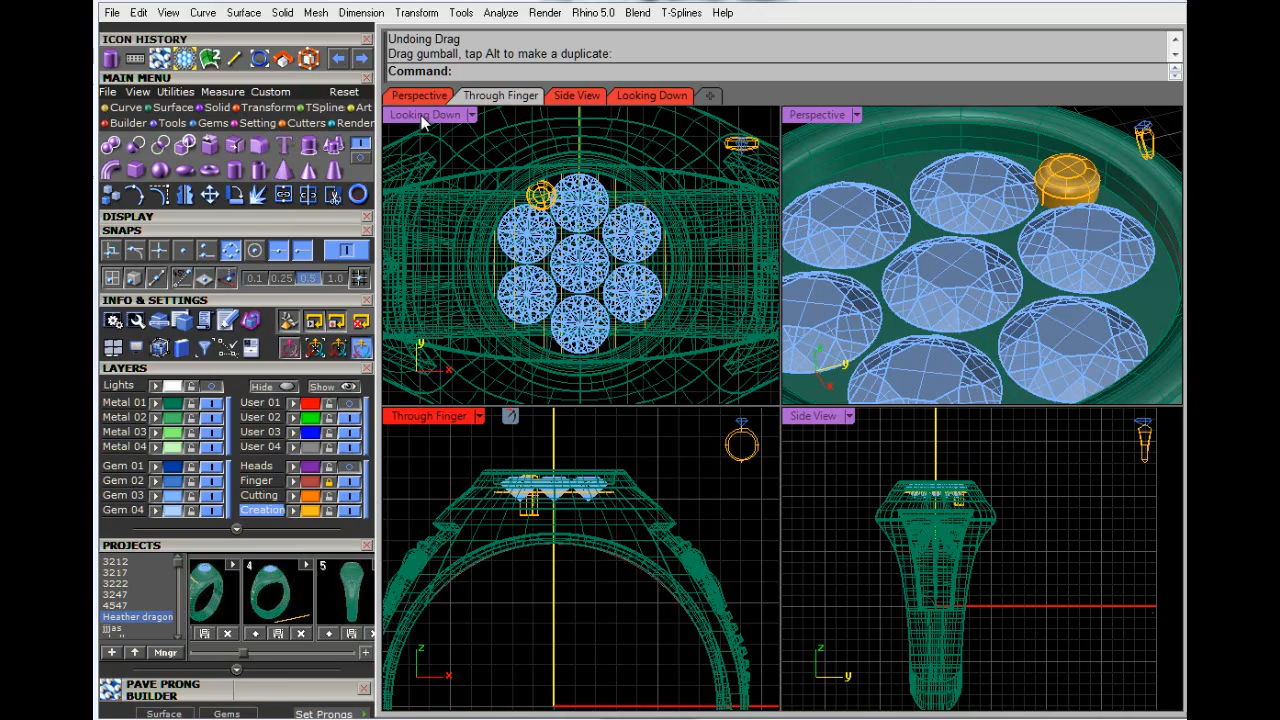 File Edit View Curve Surface Solid Mesh Dimension Transform Tools Analyze Render Rhino 5.0 Blend T-Splines Help
ICON HISTORY
MAIN MENU
File View Utilities Measure Custom Reset
Curve Surface Solid Transform TSpline Art
Builder Tools Gems Setting Cutters Render
DISPLAY
SNAPS
0.1 0.25 0.5 1.0
INFO & SETTINGS
LAYERS
Lights Hide Show
Metal 01 User 01
Metal 02 User 02
Metal 03 User 03
Metal 04 User 04
Gem 01 Heads
Gem 02 Finger
Gem 03 Cutting
Gem 04 Creation
PROJECTS
3212
3217
3222
3247
4547
Heather dragon
jjjas
4 5
Mngr
PAVE PRONG
BUILDER
Surface Gems Set Prongs
Undoing Drag
Drag gumball, tap Alt to make a duplicate:
Command:
Perspective Through Finger Side View Looking Down
Looking Down
y
x
Perspective
z
y
x
Through Finger
z
x
Side View
z
y